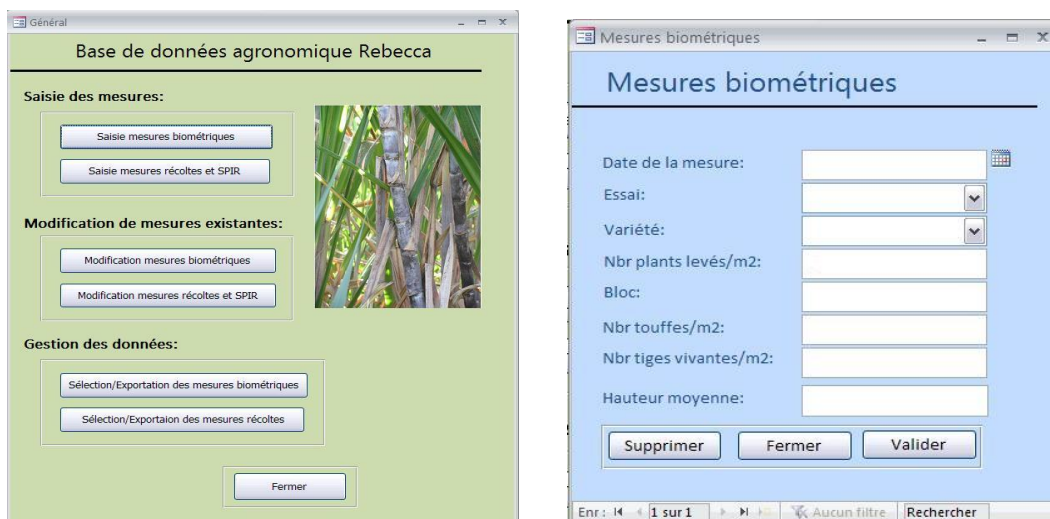 Général
Base de données agronomique Rebecca
Saisie des mesures:
Saisie mesures biométriques
Saisie mesures récoltes et SPIR
Modification de mesures existantes:
Modification mesures biométriques
Modification mesures récoltes et SPIR
Gestion des données:
Sélection/Exportation des mesures biométriques
Sélection/Exportaion des mesures récoltes
Fermer
Mesures biométriques
Mesures biométriques
Date de la mesure:
Essai:
Variété:
Nbr plants levés/m2:
Bloc:
Nbr touffes/m2:
Nbr tiges vivantes/m2:
Hauteur moyenne:
Supprimer Fermer Valider
Enr: 1 sur 1 Aucun filtre Rechercher